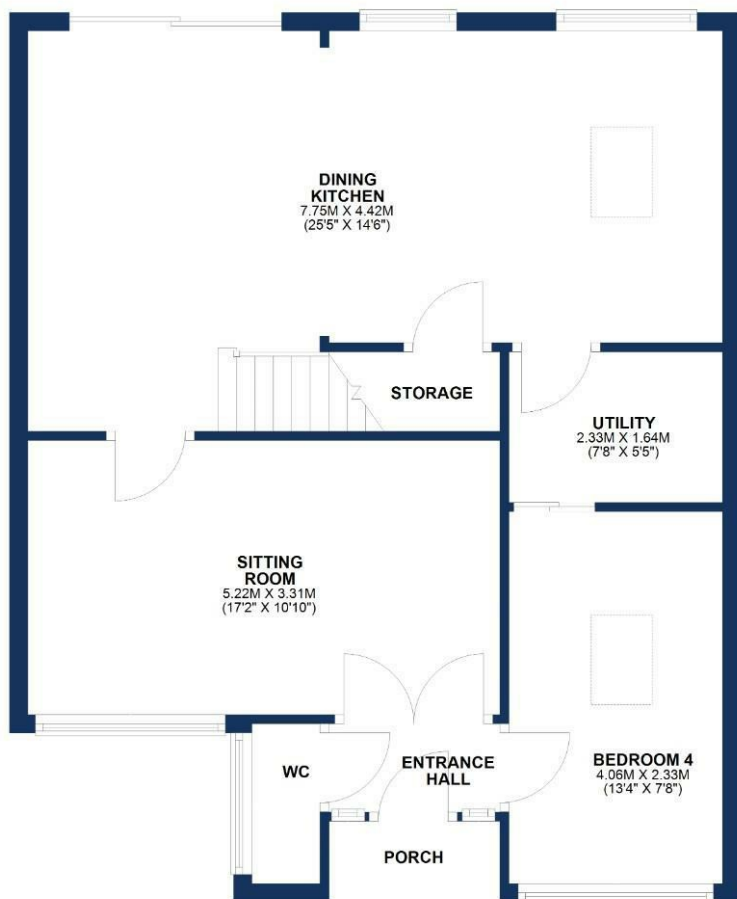 DINING
KITCHEN
7.75M X 4.42M
(25'5" X 14'6")
STORAGE
UTILITY
2.33M X 1.64M
(7'8" X 5'5")
SITTING
ROOM
5.22M X 3.31M
(17'2" X 10'10")
WC
ENTRANCE
HALL
BEDROOM 4
4.06M X 2.33M
(13'4" X 7'8")
PORCH